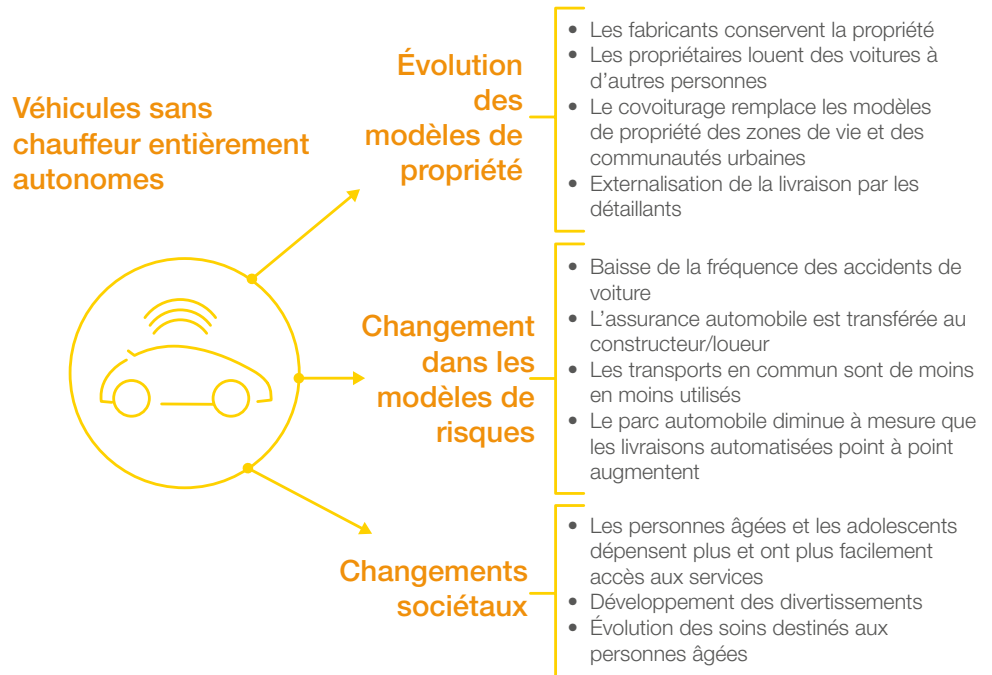 Véhicules sans
chauffeur entièrement
autonomes
Évolution
des
modèles de
propriété
• Les fabricants conservent la propriété
• Les propriétaires louent des voitures à
d’autres personnes
• Le covoiturage remplace les modèles
de propriété des zones de vie et des
communautés urbaines
• Externalisation de la livraison par les
détaillants
Changement
dans les
modèles de
risques
• Baisse de la fréquence des accidents de
voiture
• L’assurance automobile est transférée au
constructeur/loueur
• Les transports en commun sont de moins
en moins utilisés
• Le parc automobile diminue à mesure que
les livraisons automatisées point à point
augmentent
Changements
sociétaux
• Les personnes âgées et les adolescents
dépensent plus et ont plus facilement
accès aux services
• Développement des divertissements
• Évolution des soins destinés aux
personnes âgées